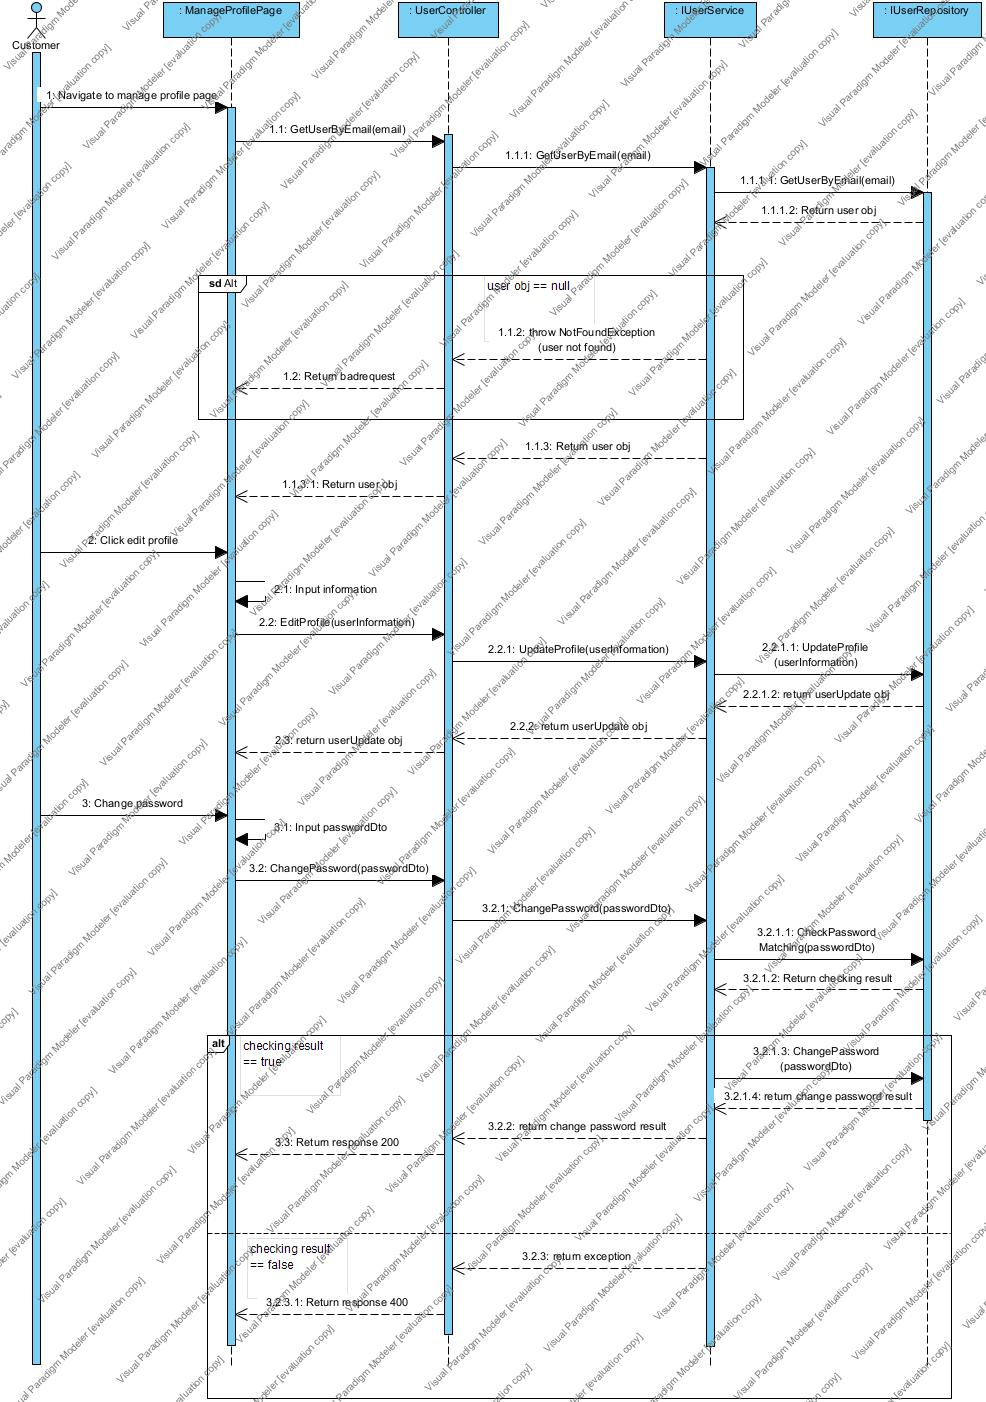 : ManageProfilePage
: UserController
: IUserService
: IUserRepository
Customer
1: Navigate to manage profile page
1.1: GetUserByEmail(email)
1.1.1: GetUserByEmail(email)
1.1.1.1: GetUserByEmail(email)
1.1.1.2: Return user obj
sd Alt
user obj == null
1.1.2: throw NotFoundException
(user not found)
1.2: Return badrequest
1.1.3: Return user obj
1.1.3.1: Return user obj
2: Click edit profile
2.1: Input infomation
2.2: EditProfile(userInformation)
2.2.1: UpdateProfile(userInformation)
2.2.1.1: UpdateProfile
(userInformation)
2.2.1.2: return userUpdate obj
2.2.2: return userUpdate obj
2.3: return userUpdate obj
3: Change password
3.1: Input passwordDto
3.2: ChangePassword(passwordDto)
3.2.1: ChangePassword(passwordDto)
3.2.1.1: CheckPassword
Matching(passwordDto)
3.2.1.2: Return checking result
alt
checking result
== true
3.2.1.3: ChangePassword
(passwordDto)
3.2.1.4: return change password result
3.2.2: return change password result
3.3: Return response 200
checking result
== false
3.2.3: return exception
3.2.3.1: Return response 400
Visual Paradigm Modeler [evaluation copy]